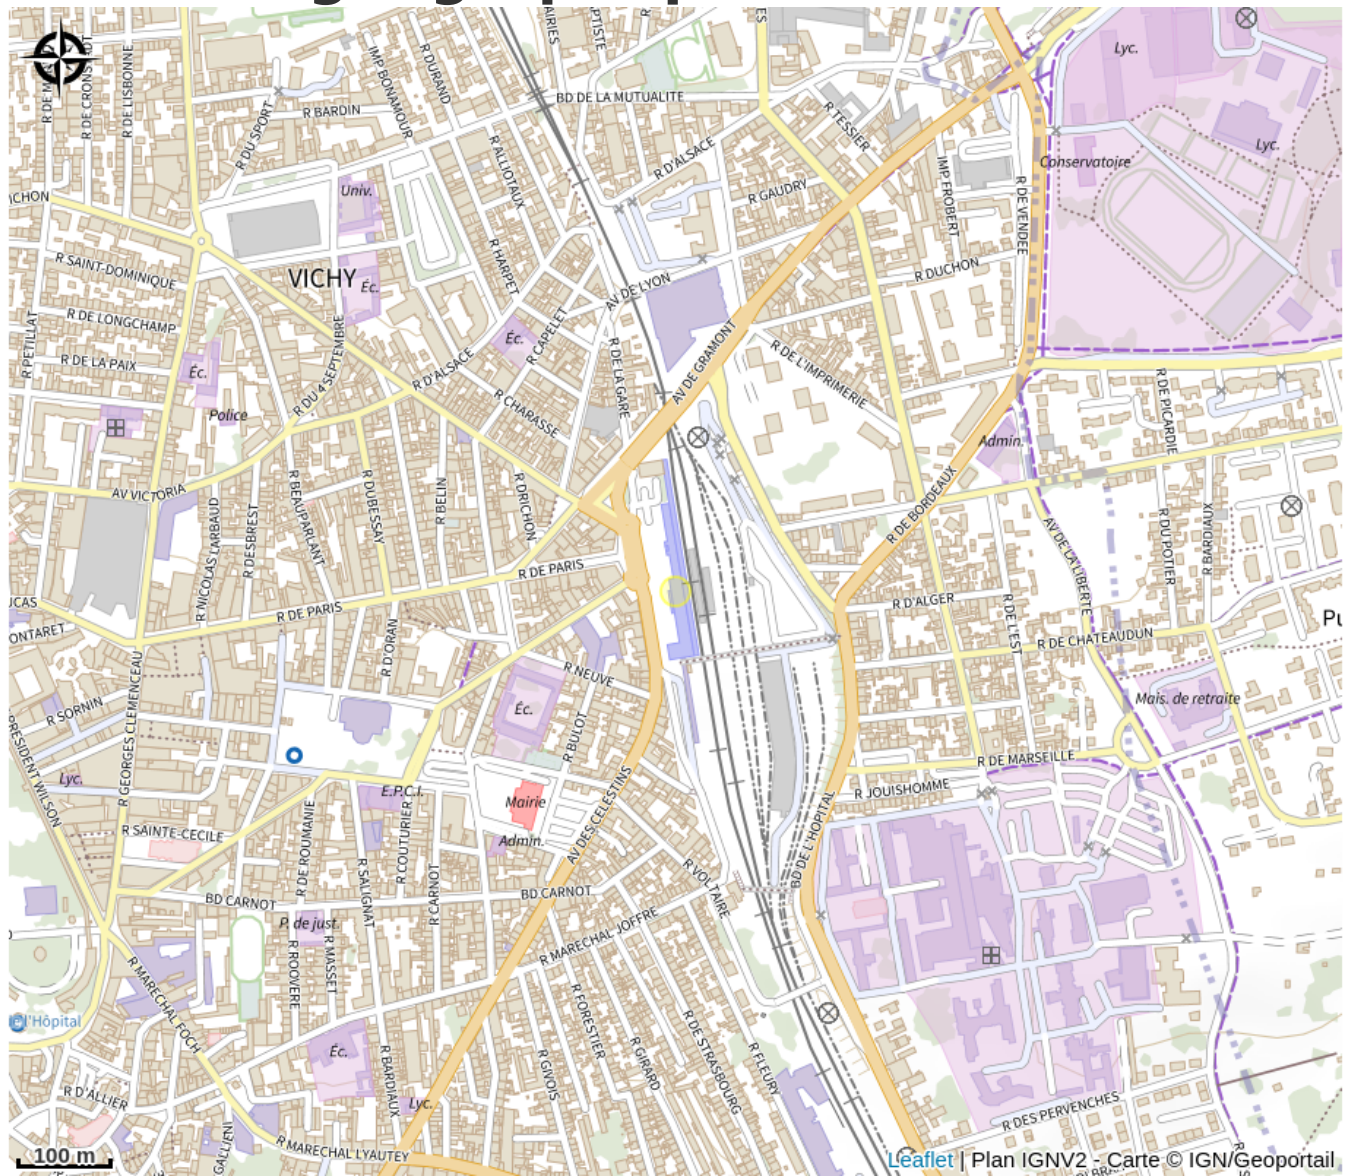 R DE CRONSTADT
R DE LISBONNE
R DU SPORT
R BARDIN
IMP BONAMOUR
R DURAND
R ALLIOTAUX
BD DE LA MUTUALITE
R D'ALSACE
R TESSIER
R GAUDRY
IMP FROBERT
R DE VENDEE
Lyc.
Lyc.
Conservatoire
Univ.
R SAINT-DOMINIQUE
VICHY
Éc.
R HARPET
AV DE LYON
R DUCHON
R DE LONGCHAMP
R PETILLAT
R DE LA PAIX
Éc.
R DU 4 SEPTEMBRE
R D'ALSACE
Éc.
R CAPELET
R DE LA GARE
AV DE GRAMONT
R DE L'IMPRIMERIE
R DE PICARDIE
Police
R CHARASSE
Admin.
AV VICTORIA
R NICOLAS LARBAUD
R DESBREST
R BEAUPARLANT
R DUBESSAY
R BELIN
R DRICHON
R DE BORDEAUX
AV DE LA LIBERTE
R DU POTIER
R BARDIAUX
R DE PARIS
R DE PARIS
R D'ALGER
R DE L'EST
R DE CHATEAUDUN
R D'ORAN
R NEUVE
R SORNIN
R GEORGES CLEMENCEAU
Éc.
R BULOT
Mais. de retraite
PRESIDENT WILSON
Lyc.
E.P.C.I.
Mairie
Admin.
R DE MARSEILLE
R JOUISHOMME
R SAINTE-CECILE
R DE ROUMANIE
R SALIGNAT
R COUTURIER
R CARNOT
AV DES CELESTINS
BD DE L'HOPITAL
BD CARNOT
BD CARNOT
R VOLTAIRE
P. de just.
R ROOVERE
R MASSET
R MARECHAL JOFFRE
R MARECHAL FOCH
l'Hôpital
Éc.
R BARDIAUX
R FORESTIER
R GIVOIS
R GIRARD
R DE STRASBOURG
R FLEURY
R D'ALLIER
Lyc.
R DES PERVENCHES
R MARECHAL LYAUTEY
100 m
Leaflet | Plan IGNV2 - Carte © IGN/Geoportail